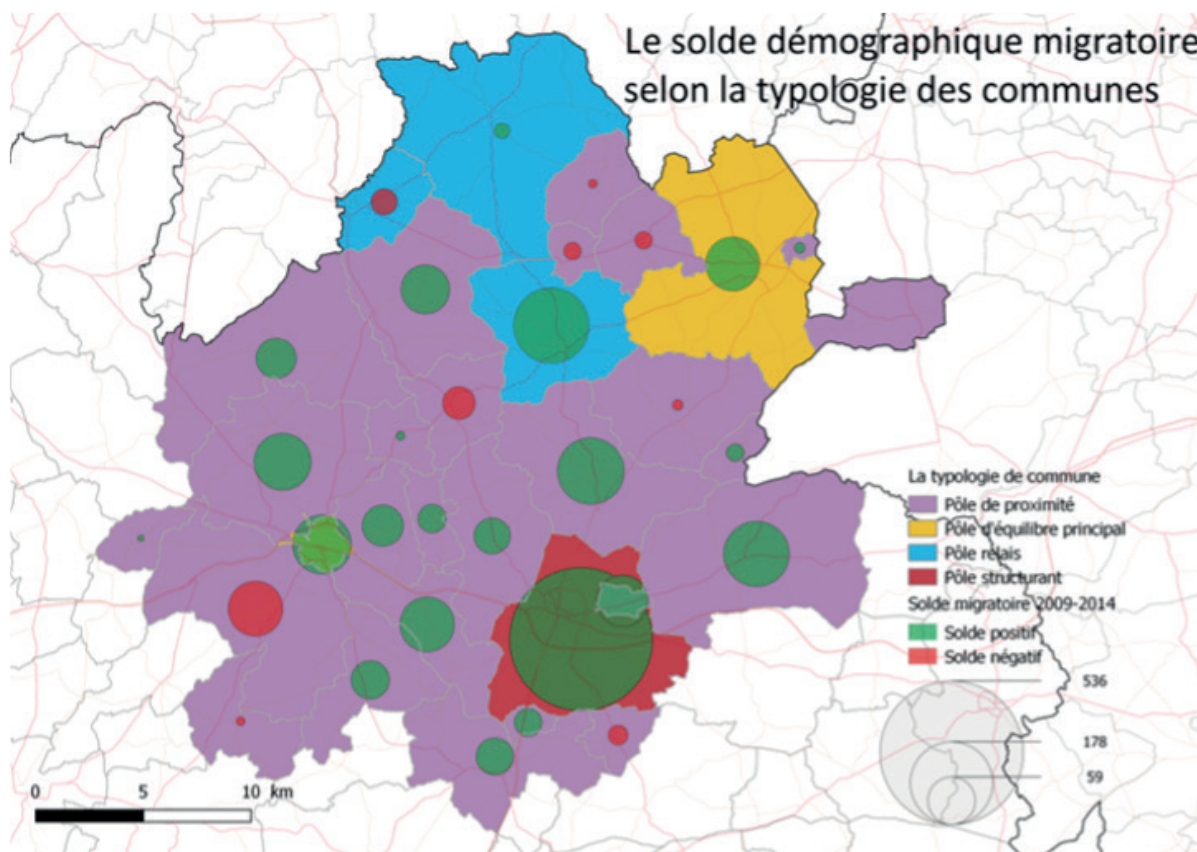 Le solde démographique migratoire
selon la typologie des communes
La typologie de commune
Pôle de proximité
Pôle d'équilibre principal
Pôle relais
Pôle structurant
Solde migratoire 2009-2014
Solde positif
Solde négatif
536
178
59
0 5 10 km